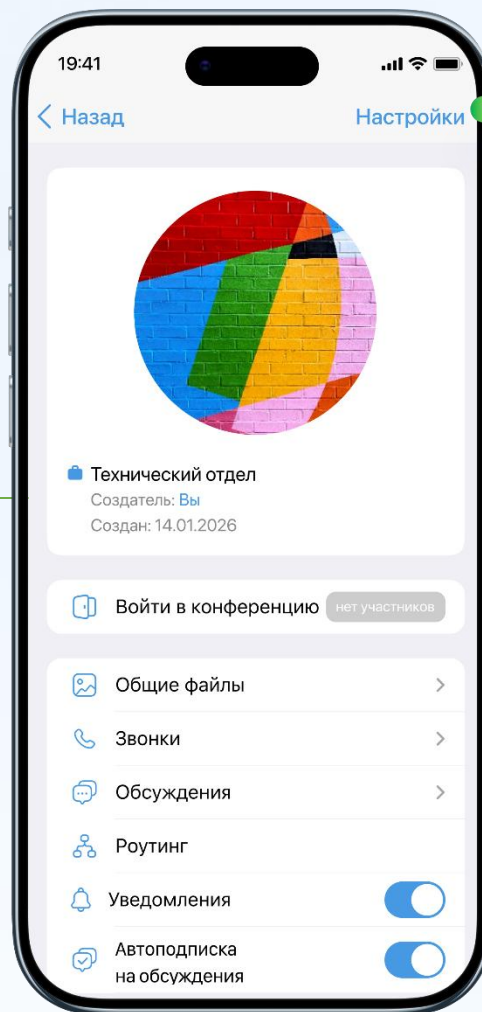 19:41
Назад
Настройки
Технический отдел
Создатель: Вы
Создан: 14.01.2026
Войти в конференцию нет участников
Общие файлы
Звонки
Обсуждения
Роутинг
Уведомления
Автоподписка
на обсуждения